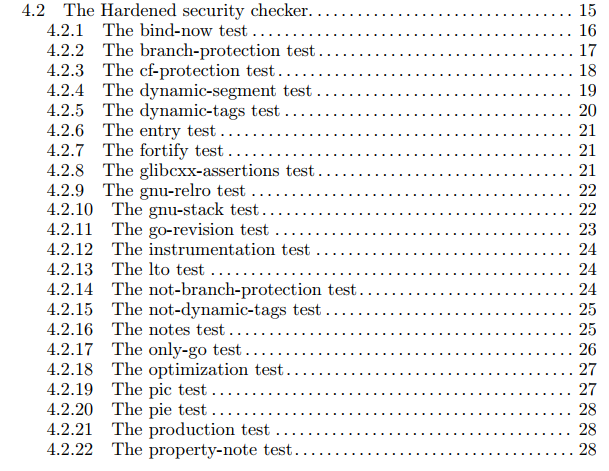 4.2 The Hardened security checker. . . . . . . . . . . . . . . . . . . . . . . . . . . . . . . . 15
4.2.1 The bind-now test . . . . . . . . . . . . . . . . . . . . . . . . . . . . . . . . . . . . . 16
4.2.2 The branch-protection test . . . . . . . . . . . . . . . . . . . . . . . . . . . . . 17
4.2.3 The cf-protection test . . . . . . . . . . . . . . . . . . . . . . . . . . . . . . . . . . 18
4.2.4 The dynamic-segment test . . . . . . . . . . . . . . . . . . . . . . . . . . . . . 19
4.2.5 The dynamic-tags test . . . . . . . . . . . . . . . . . . . . . . . . . . . . . . . . . 20
4.2.6 The entry test . . . . . . . . . . . . . . . . . . . . . . . . . . . . . . . . . . . . . . . . 21
4.2.7 The fortify test . . . . . . . . . . . . . . . . . . . . . . . . . . . . . . . . . . . . . . . 21
4.2.8 The glibcxx-assertions test . . . . . . . . . . . . . . . . . . . . . . . . . . . . . 21
4.2.9 The gnu-relro test . . . . . . . . . . . . . . . . . . . . . . . . . . . . . . . . . . . . . 22
4.2.10 The gnu-stack test . . . . . . . . . . . . . . . . . . . . . . . . . . . . . . . . . . . 22
4.2.11 The go-revision test . . . . . . . . . . . . . . . . . . . . . . . . . . . . . . . . . . 23
4.2.12 The instrumentation test . . . . . . . . . . . . . . . . . . . . . . . . . . . . . 24
4.2.13 The lto test . . . . . . . . . . . . . . . . . . . . . . . . . . . . . . . . . . . . . . . . . 24
4.2.14 The not-branch-protection test . . . . . . . . . . . . . . . . . . . . . . . . 24
4.2.15 The not-dynamic-tags test . . . . . . . . . . . . . . . . . . . . . . . . . . . . 25
4.2.16 The notes test . . . . . . . . . . . . . . . . . . . . . . . . . . . . . . . . . . . . . . . 25
4.2.17 The only-go test . . . . . . . . . . . . . . . . . . . . . . . . . . . . . . . . . . . . . 26
4.2.18 The optimization test . . . . . . . . . . . . . . . . . . . . . . . . . . . . . . . . 27
4.2.19 The pic test . . . . . . . . . . . . . . . . . . . . . . . . . . . . . . . . . . . . . . . . . 27
4.2.20 The pie test . . . . . . . . . . . . . . . . . . . . . . . . . . . . . . . . . . . . . . . . . 28
4.2.21 The production test . . . . . . . . . . . . . . . . . . . . . . . . . . . . . . . . . 28
4.2.22 The property-note test . . . . . . . . . . . . . . . . . . . . . . . . . . . . . . . 28